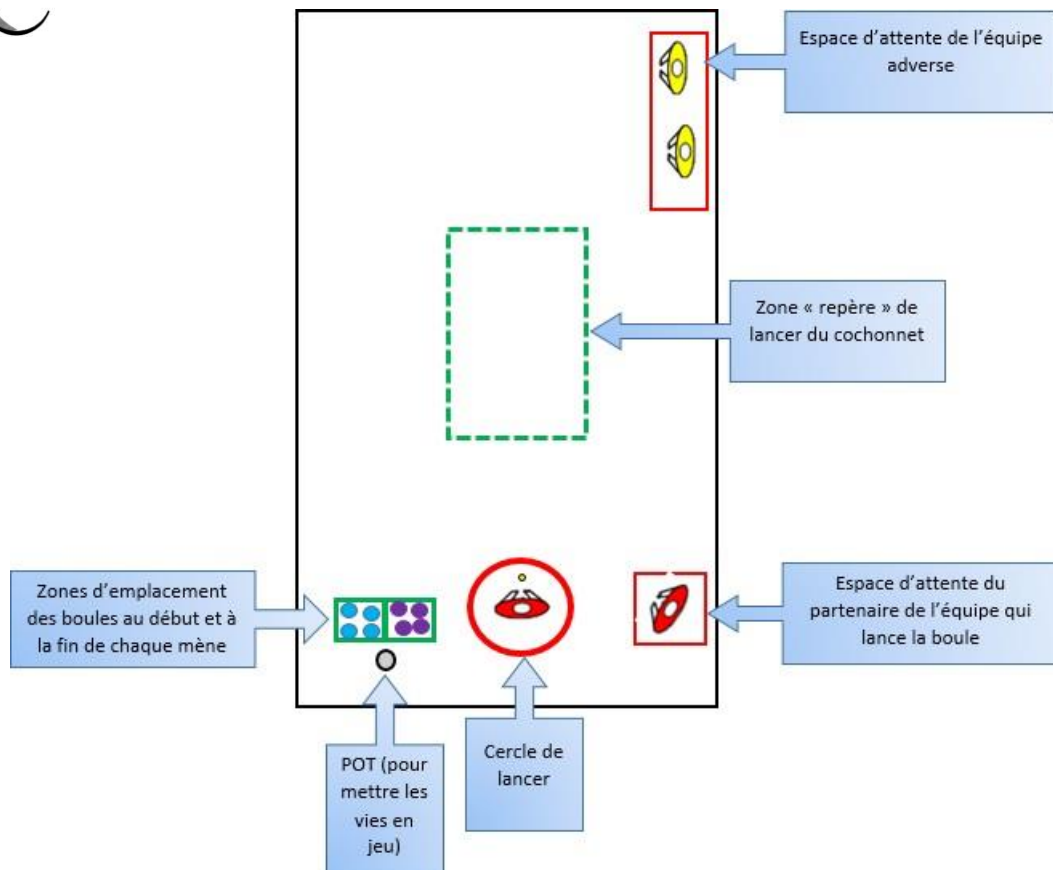 Espace d'attente de l'équipe
adverse
Zone « repère » de
lancer du cochonnet
Zones d'emplacement
des boules au début et à
la fin de chaque mène
Espace d'attente du
partenaire de l'équipe qui
lance la boule
POT (pour
mettre les
vies en
jeu)
Cercle de
lancer